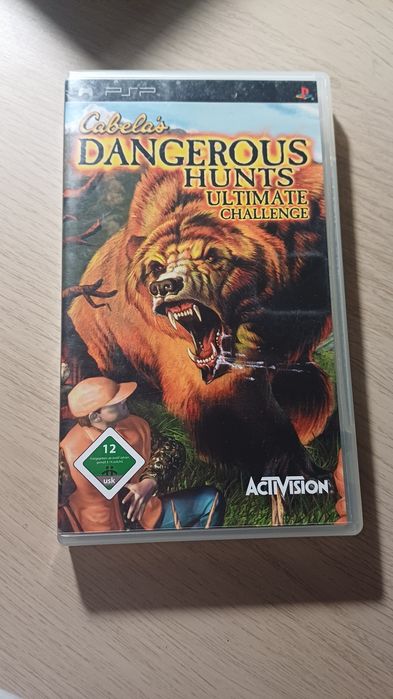 PSP
Cabela's
DANGEROUS
HUNTS
ULTIMATE
CHALLENGE
12
usk
ACTIVISION